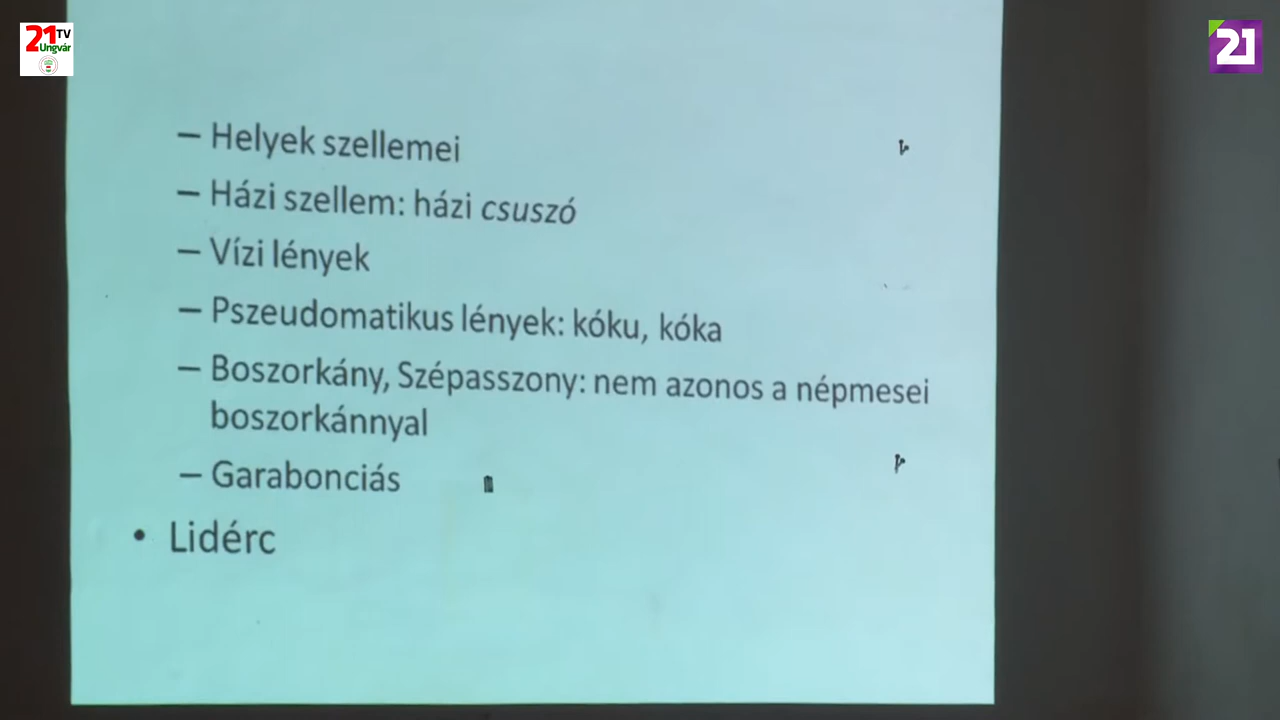 21 TV
Ungvár
21
– Helyek szellemei
– Házi szellem: házi csuszó
– Vízi lények
– Pszeudomatikus lények: kóku, kóka
– Boszorkány, Szépasszony: nem azonos a népmesei
boszorkánnyal
– Garabonciás
• Lidérc